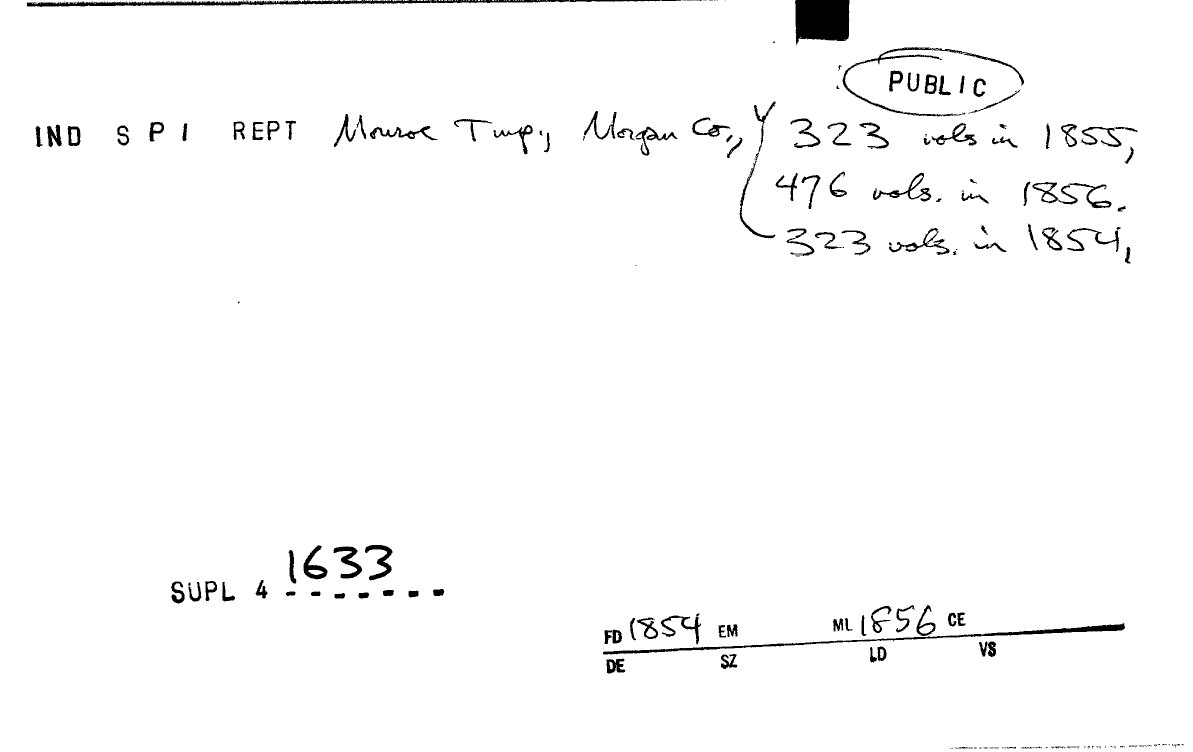 PUBLIC
IND S P I REPT Monroe Twp., Morgan Co., 323 vols in 1855,
476 vols. in 1856.
323 vols. in 1854,
SUPL 4 1633
FD 1854 EM ML 1856 CE
DE SZ LD VS